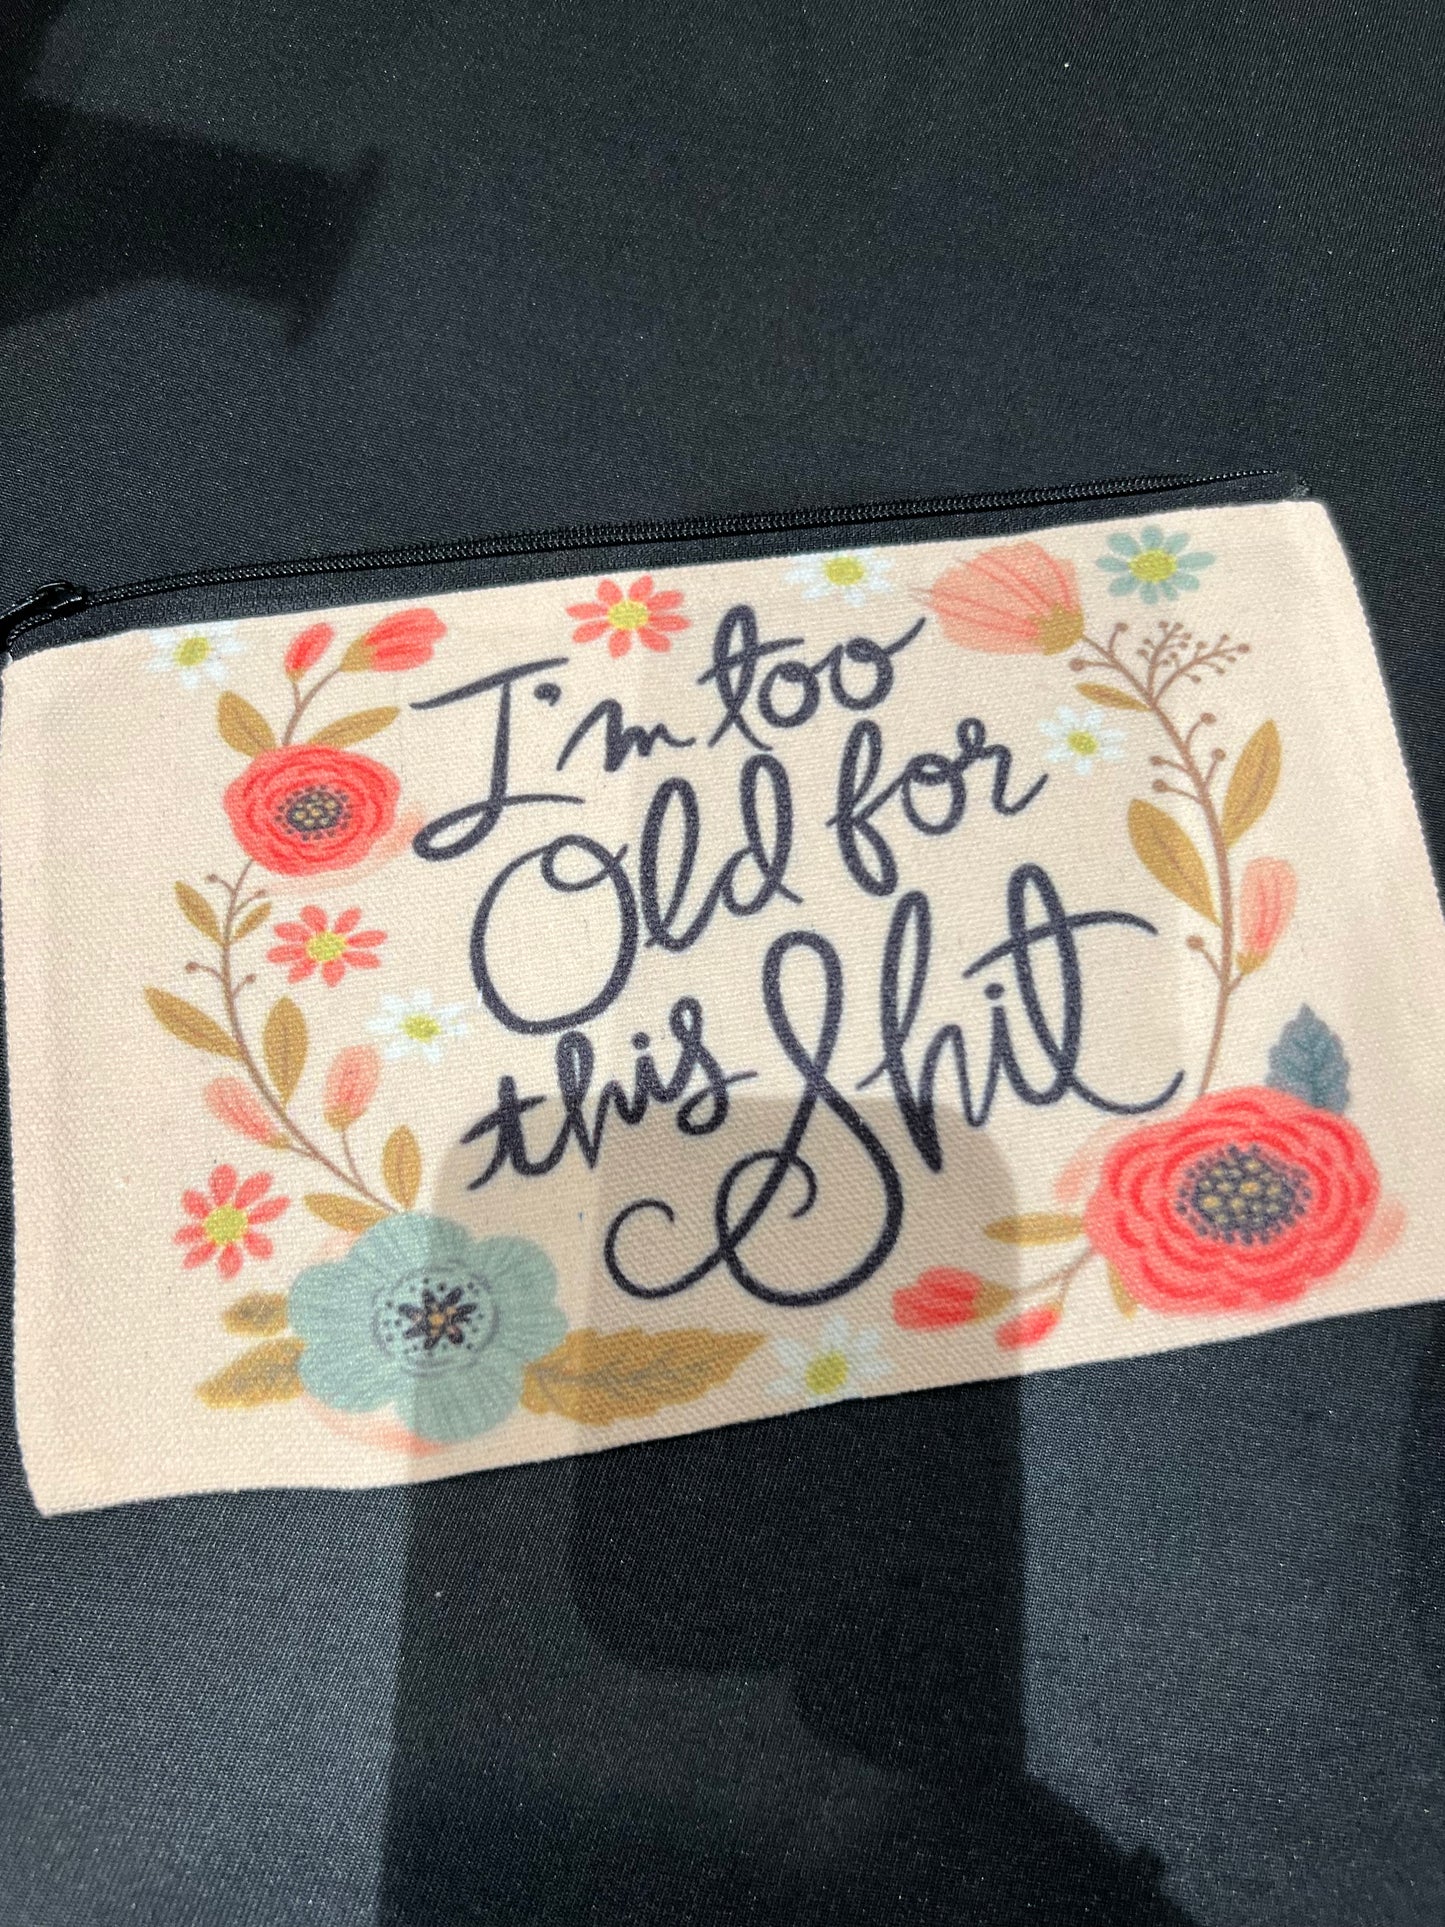 I'm too
Old for
this Shit